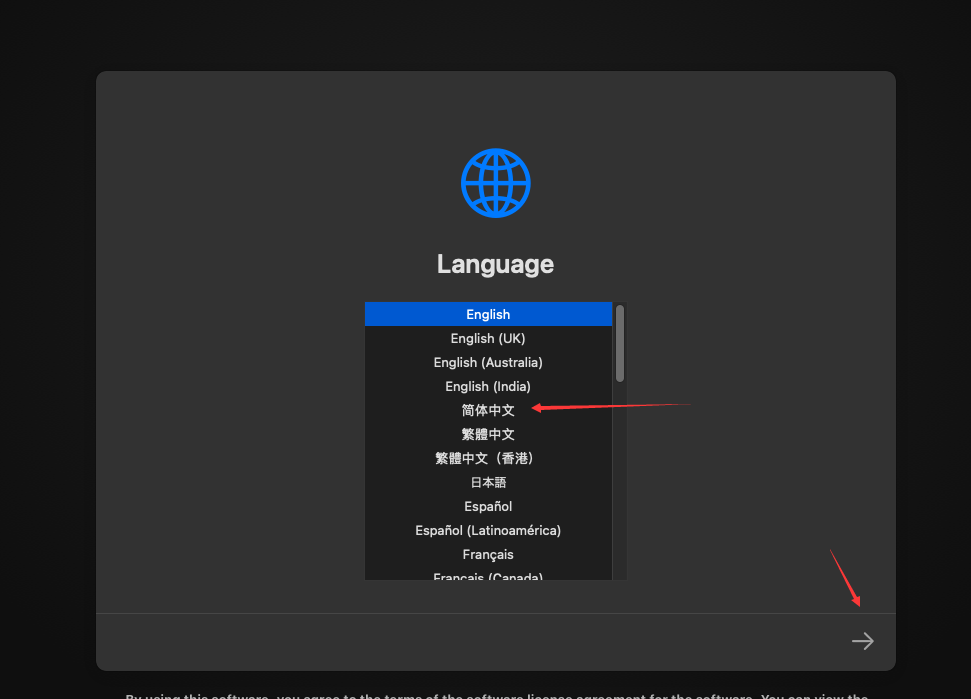 Language
English
English (UK)
English (Australia)
English (India)
简体中文
繁體中文
繁體中文（香港）
日本語
Español
Español (Latinoamérica)
Français
Français (Canada)
By using this software, you agree to the terms of the software license agreement for the software. You can view the